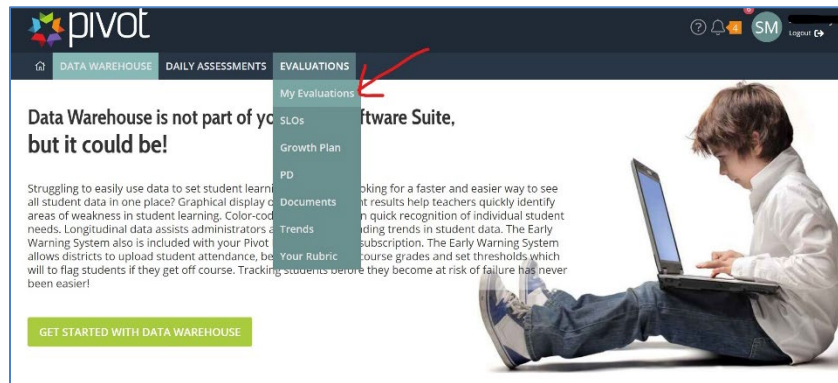 pivot
4
SM
Logout
DATA WAREHOUSE DAILY ASSESSMENTS EVALUATIONS
My Evaluations
SLOs
Growth Plan
PD
Documents
Trends
Your Rubric
Data Warehouse is not part of yo ftware Suite,
but it could be!
Struggling to easily use data to set student learni oking for a faster and easier way to see
all student data in one place? Graphical display o nt results help teachers quickly identify
areas of weakness in student learning. Color-cod n quick recognition of individual student
needs. Longitudinal data assists administrators a nding trends in student data. The Early
Warning System also is included with your Pivot subscription. The Early Warning System
allows districts to upload student attendance, be course grades and set thresholds which
will to flag students if they get off course. Tracking students before they become at risk of failure has never
been easier!
GET STARTED WITH DATA WAREHOUSE